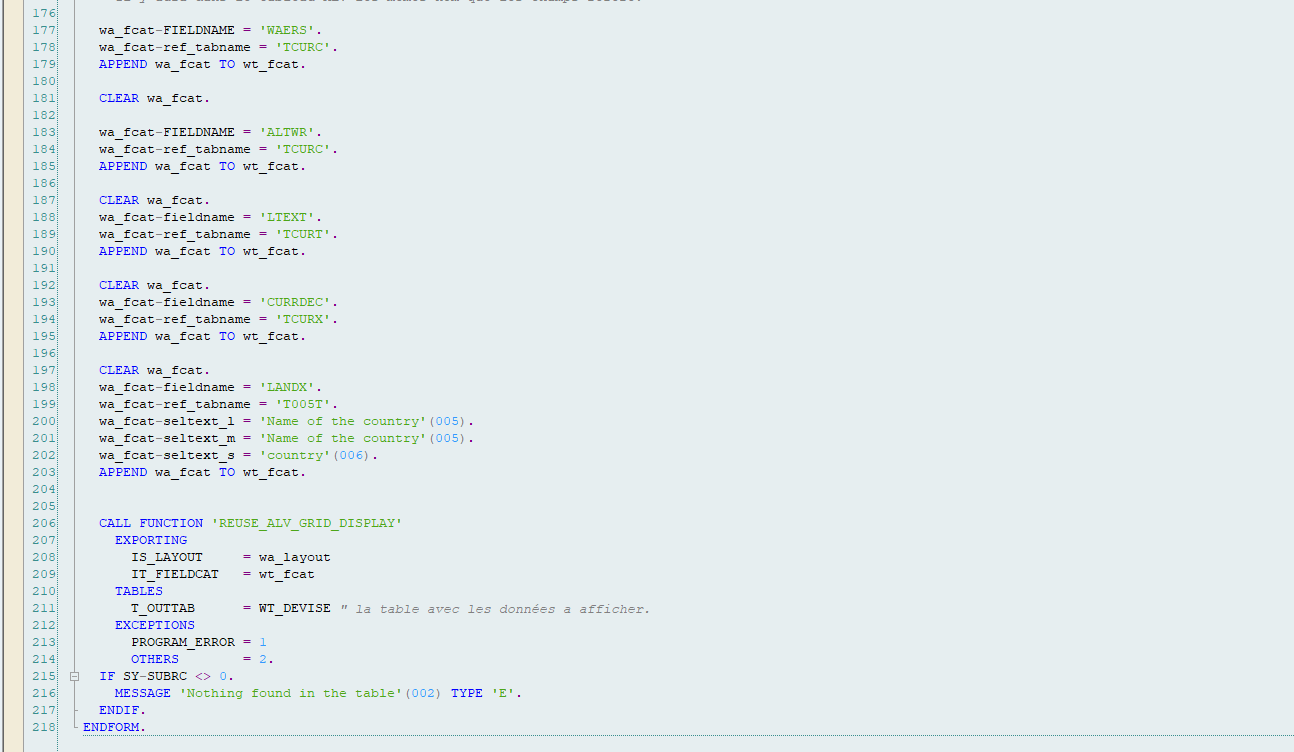 176
177 wa_fcat-FIELDNAME = 'WAERS'.
178 wa_fcat-ref_tabname = 'TCURC'.
179 APPEND wa_fcat TO wt_fcat.
180
181 CLEAR wa_fcat.
182
183 wa_fcat-FIELDNAME = 'ALTWR'.
184 wa_fcat-ref_tabname = 'TCURC'.
185 APPEND wa_fcat TO wt_fcat.
186
187 CLEAR wa_fcat.
188 wa_fcat-fieldname = 'LTEXT'.
189 wa_fcat-ref_tabname = 'TCURT'.
190 APPEND wa_fcat TO wt_fcat.
191
192 CLEAR wa_fcat.
193 wa_fcat-fieldname = 'CURRDEC'.
194 wa_fcat-ref_tabname = 'TCURX'.
195 APPEND wa_fcat TO wt_fcat.
196
197 CLEAR wa_fcat.
198 wa_fcat-fieldname = 'LANDX'.
199 wa_fcat-ref_tabname = 'T005T'.
200 wa_fcat-seltext_l = 'Name of the country'(005).
201 wa_fcat-seltext_m = 'Name of the country'(005).
202 wa_fcat-seltext_s = 'country'(006).
203 APPEND wa_fcat TO wt_fcat.
204
205
206 CALL FUNCTION 'REUSE_ALV_GRID_DISPLAY'
207 EXPORTING
208 IS_LAYOUT = wa_layout
209 IT_FIELDCAT = wt_fcat
210 TABLES
211 T_OUTTAB = WT_DEVISE " la table avec les données a afficher.
212 EXCEPTIONS
213 PROGRAM_ERROR = 1
214 OTHERS = 2.
215 IF SY-SUBRC <> 0.
216 MESSAGE 'Nothing found in the table'(002) TYPE 'E'.
217 ENDIF.
218 ENDFORM.